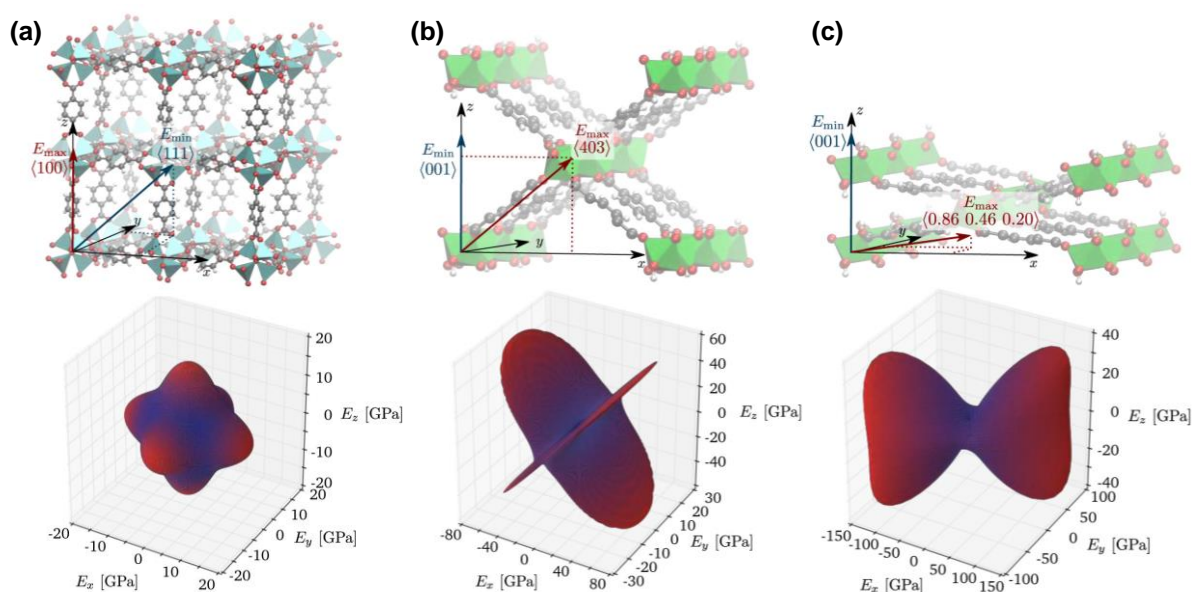 (a)
(b)
(c)
z
E_max
⟨100⟩
E_min
⟨111⟩
y
x
z
E_min
⟨001⟩
E_max
⟨403⟩
y
x
z
E_min
⟨001⟩
E_max
⟨0.86 0.46 0.20⟩
y
x
20
10
0
-10
-20
E_z [GPa]
20
10
0
-10
-20
E_y [GPa]
-20
-10
0
10
20
E_x [GPa]
60
40
20
0
-20
-40
E_z [GPa]
30
20
10
0
-10
-20
-30
E_y [GPa]
-80
-40
0
40
80
E_x [GPa]
40
20
0
-20
-40
E_z [GPa]
100
50
0
-50
-100
E_y [GPa]
-150
-100
-50
0
50
100
150
E_x [GPa]